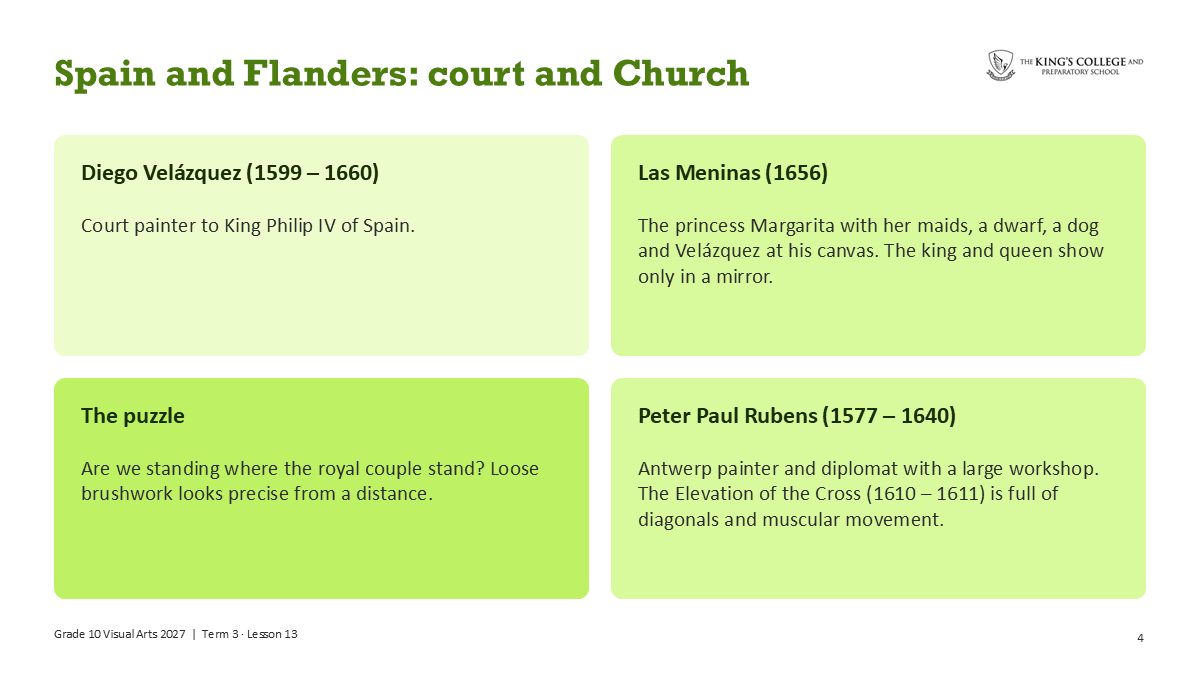 Spain and Flanders: court and Church
THE KING'S COLLEGE AND
PREPARATORY SCHOOL
Diego Velázquez (1599 – 1660)
Court painter to King Philip IV of Spain.
Las Meninas (1656)
The princess Margarita with her maids, a dwarf, a dog
and Velázquez at his canvas. The king and queen show
only in a mirror.
The puzzle
Are we standing where the royal couple stand? Loose
brushwork looks precise from a distance.
Peter Paul Rubens (1577 – 1640)
Antwerp painter and diplomat with a large workshop.
The Elevation of the Cross (1610 – 1611) is full of
diagonals and muscular movement.
Grade 10 Visual Arts 2027 | Term 3 · Lesson 13
4